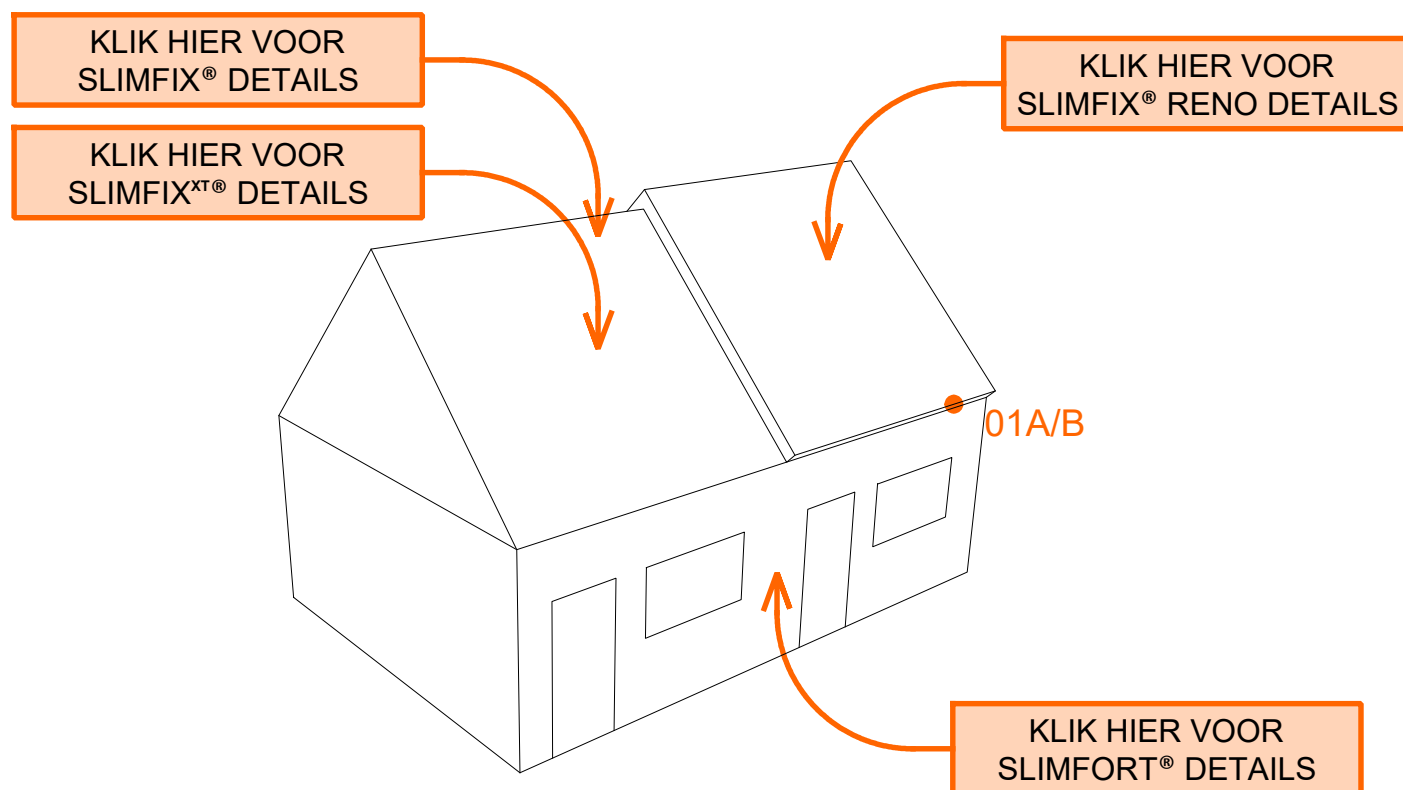 KLIK HIER VOOR
SLIMFIX® DETAILS
KLIK HIER VOOR
SLIMFIXᕽᵀ® DETAILS
KLIK HIER VOOR
SLIMFIX® RENO DETAILS
01A/B
KLIK HIER VOOR
SLIMFORT® DETAILS